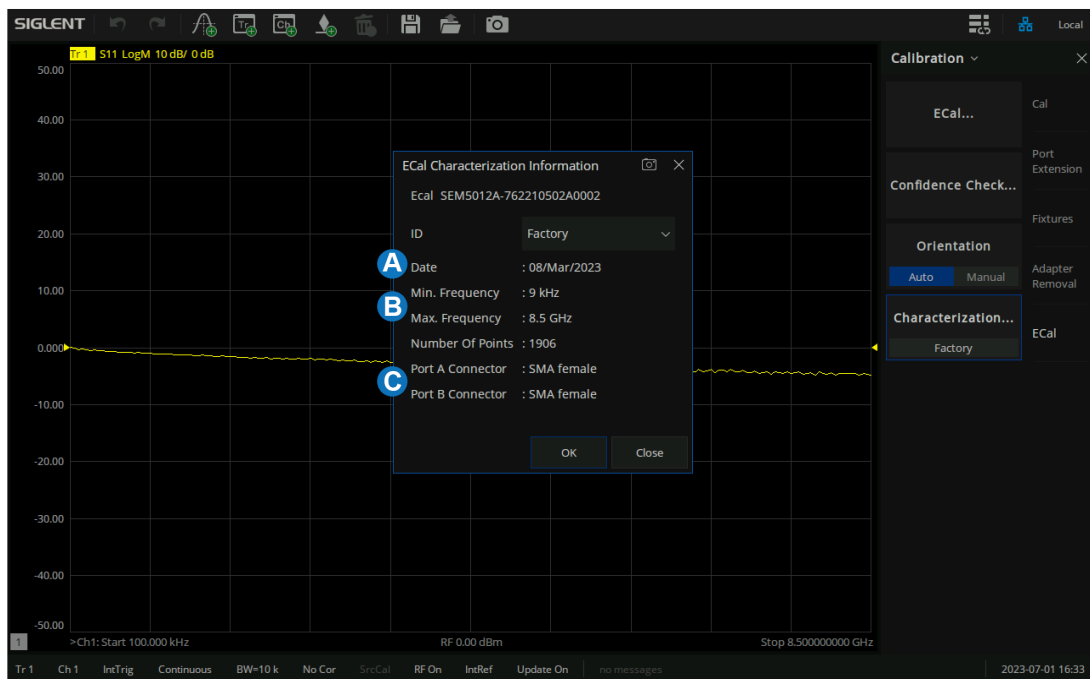 SIGLENT
Tr
Ch
Local
Tr 1 S11 LogM 10 dB/ 0 dB
50.00
40.00
30.00
20.00
10.00
0.000
-10.00
-20.00
-30.00
-40.00
-50.00
1
>Ch1: Start 100.000 kHz RF 0.00 dBm Stop 8.500000000 GHz
ECal Characterization Information
Ecal SEM5012A-762210502A0002
ID Factory
A Date : 08/Mar/2023
Min. Frequency : 9 kHz
B
Max. Frequency : 8.5 GHz
Number Of Points : 1906
Port A Connector : SMA female
C
Port B Connector : SMA female
OK Close
Calibration
ECal...
Confidence Check...
Orientation
Auto Manual
Characterization...
Factory
Cal
Port
Extension
Fixtures
Adapter
Removal
ECal
Tr 1 Ch 1 IntTrig Continuous BW=10 k No Cor SrcCal RF On IntRef Update On no messages 2023-07-01 16:33